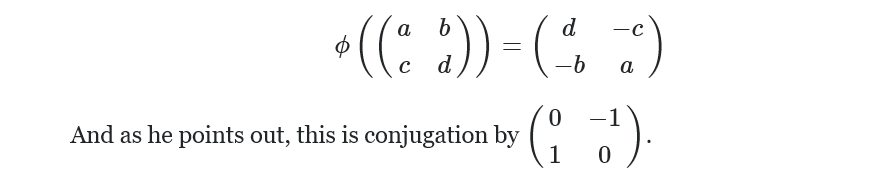 ϕ((a b; c d)) = (d −c; −b a)
And as he points out, this is conjugation by (0 −1; 1 0).